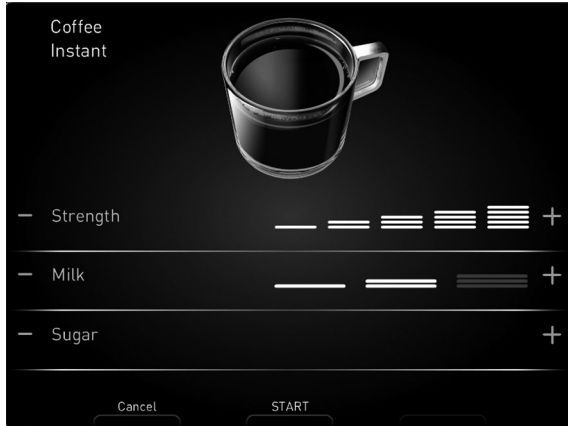 Coffee
Instant
− Strength +
− Milk +
− Sugar +
Cancel START